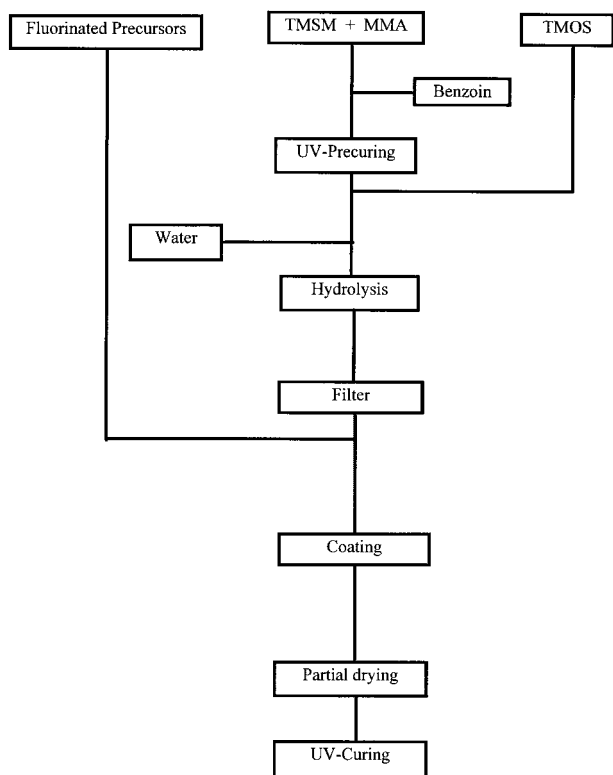 Fluorinated Precursors
TMSM + MMA
TMOS
Benzoin
UV-Precuring
Water
Hydrolysis
Filter
Coating
Partial drying
UV-Curing